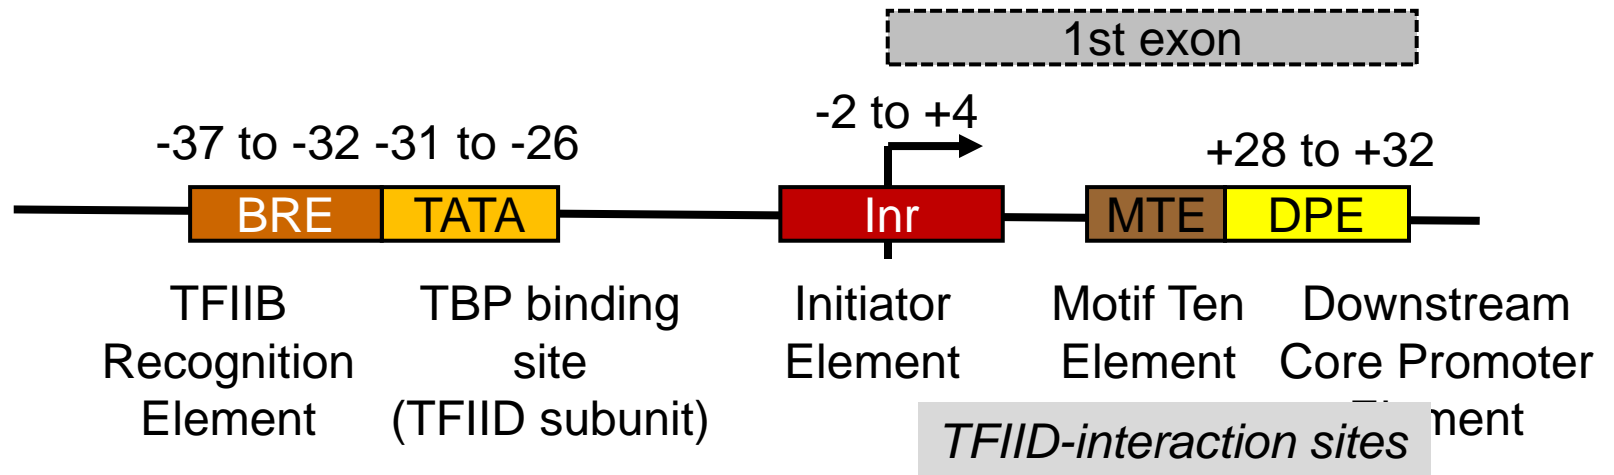 1st exon
-2 to +4
-37 to -32 -31 to -26
+28 to +32
BRE TATA Inr MTE DPE
TFIIB
Recognition
Element
TBP binding
site
(TFIID subunit)
Initiator
Element
Motif Ten
Element
Downstream
Core Promoter
ment
TFIID-interaction sites